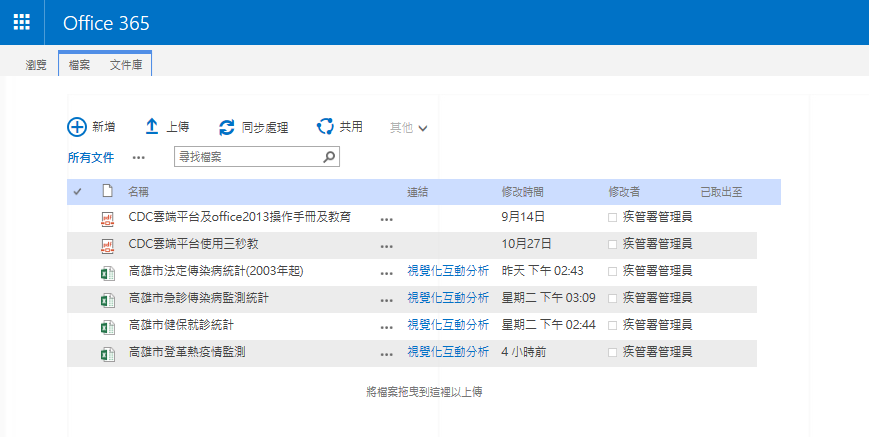 Office 365
瀏覽 檔案 文件庫
新增 上傳 同步處理 共用 其他
所有文件 ••• 尋找檔案
名稱 連結 修改時間 修改者 已取出至
CDC雲端平台及office2013操作手冊及教育 ••• 9月14日 疾管署管理員
CDC雲端平台使用三秒教 ••• 10月27日 疾管署管理員
高雄市法定傳染病統計(2003年起) ••• 視覺化互動分析 昨天 下午 02:43 疾管署管理員
高雄市急診傳染病監測統計 ••• 視覺化互動分析 星期二 下午 03:09 疾管署管理員
高雄市健保就診統計 ••• 視覺化互動分析 星期二 下午 02:44 疾管署管理員
高雄市登革熱疫情監測 ••• 視覺化互動分析 4 小時前 疾管署管理員
將檔案拖曳到這裡以上傳